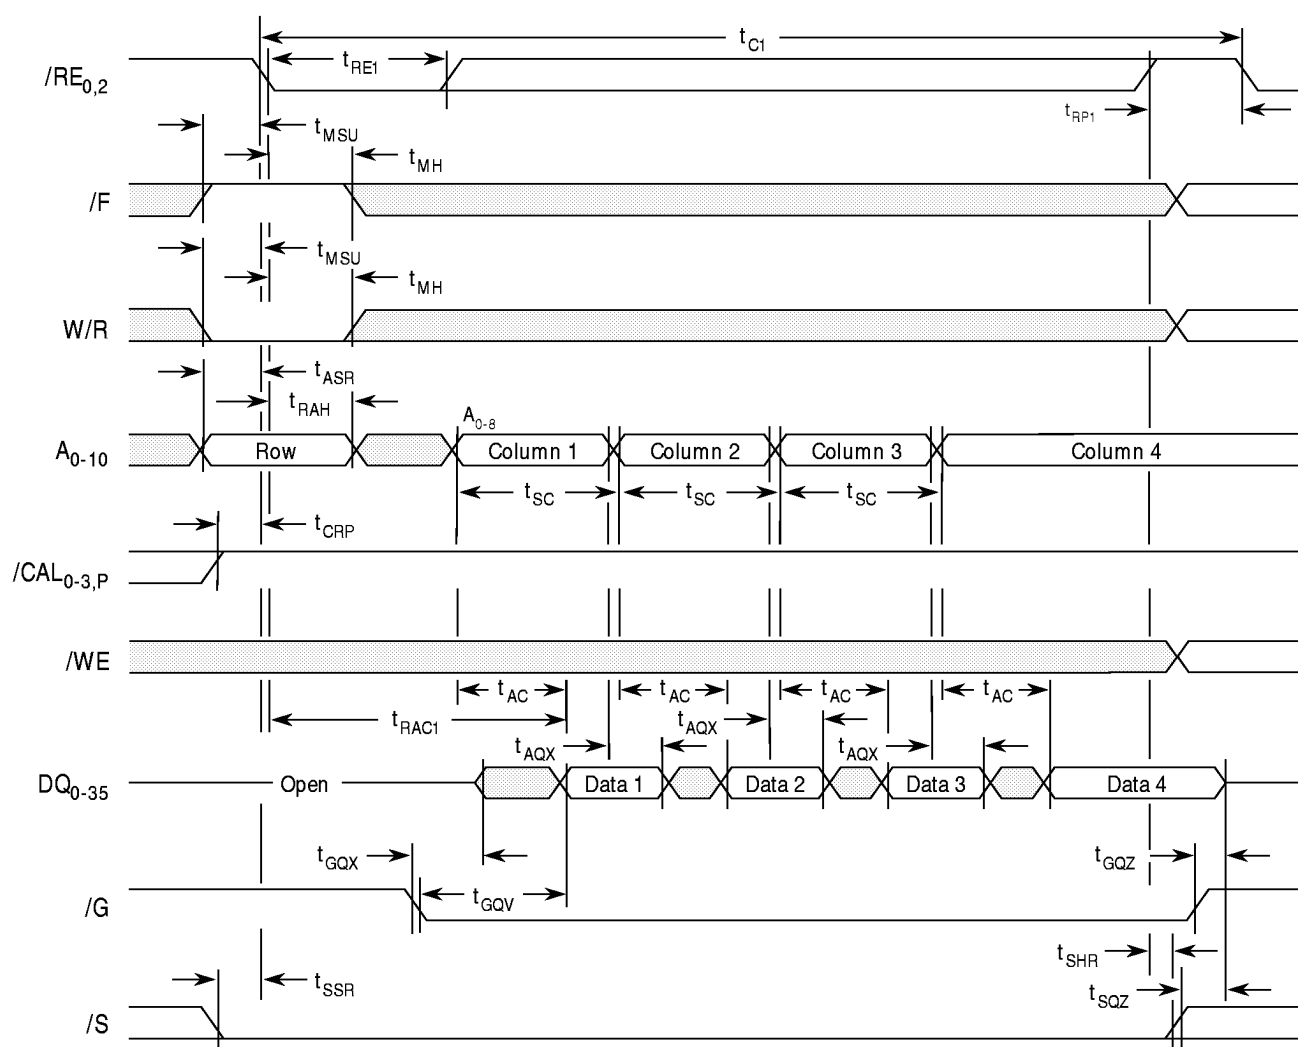 tC1
tRE1
/RE0,2
tRP1
tMSU
tMH
/F
tMSU
tMH
W/R
tASR
tRAH
A0-8
A0-10 Row Column 1 Column 2 Column 3 Column 4
tSC tSC tSC
tCRP
/CAL0-3,P
/WE
tAC tAC tAC tAC
tRAC1 tAQX
tAQX tAQX
DQ0-35 Open Data 1 Data 2 Data 3 Data 4
tGQX tGQZ
tGQV
/G
tSHR
tSSR
tSQZ
/S